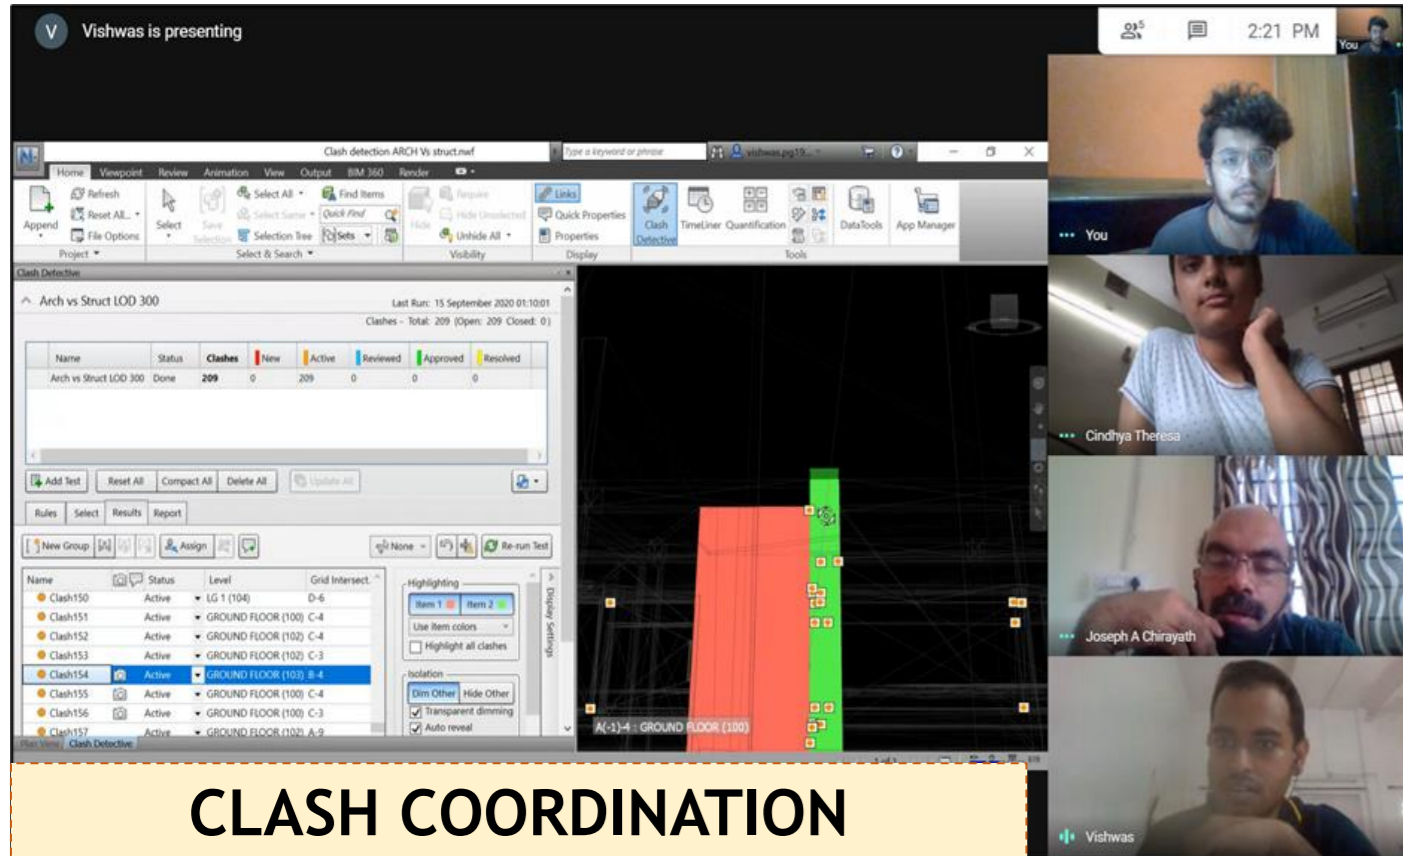 V Vishwas is presenting
5 2:21 PM
You
Clash detection ARCH Vs struct.nwf
Type a keyword or phrase
vishwas.pg19...
Home Viewpoint Review Animation View Output BIM 360 Render
Append
Refresh
Reset All...
File Options
Project
Select
Save Selection
Select All
Select Same
Selection Tree
Find Items
Quick Find
Sets
Select & Search
Hide
Require
Hide Unselected
Unhide All
Visibility
Links
Quick Properties
Properties
Display
Clash Detective
TimeLiner
Quantification
DataTools
App Manager
Tools
Clash Detective
Arch vs Struct LOD 300
Last Run: 15 September 2020 01:10:01
Clashes - Total: 209 (Open: 209 Closed: 0)
Name Status Clashes New Active Reviewed Approved Resolved
Arch vs Struct LOD 300 Done 209 0 209 0 0 0
Add Test Reset All Compact All Delete All Update All
Rules Select Results Report
New Group Assign None Re-run Test
Name Status Level Grid Intersect.
Clash150 Active LG 1 (104) D-6
Clash151 Active GROUND FLOOR (100) C-4
Clash152 Active GROUND FLOOR (102) C-4
Clash153 Active GROUND FLOOR (102) C-3
Clash154 Active GROUND FLOOR (103) B-4
Clash155 Active GROUND FLOOR (100) C-4
Clash156 Active GROUND FLOOR (100) C-3
Clash157 Active GROUND FLOOR (102) A-9
Highlighting
Item 1 Item 2
Use item colors
Highlight all clashes
Isolation
Dim Other Hide Other
Transparent dimming
Auto reveal
Display Settings
Plan View Clash Detective
A(-1)-4 : GROUND FLOOR (100)
You
Cindhya Theresa
Joseph A Chirayath
Vishwas
CLASH COORDINATION